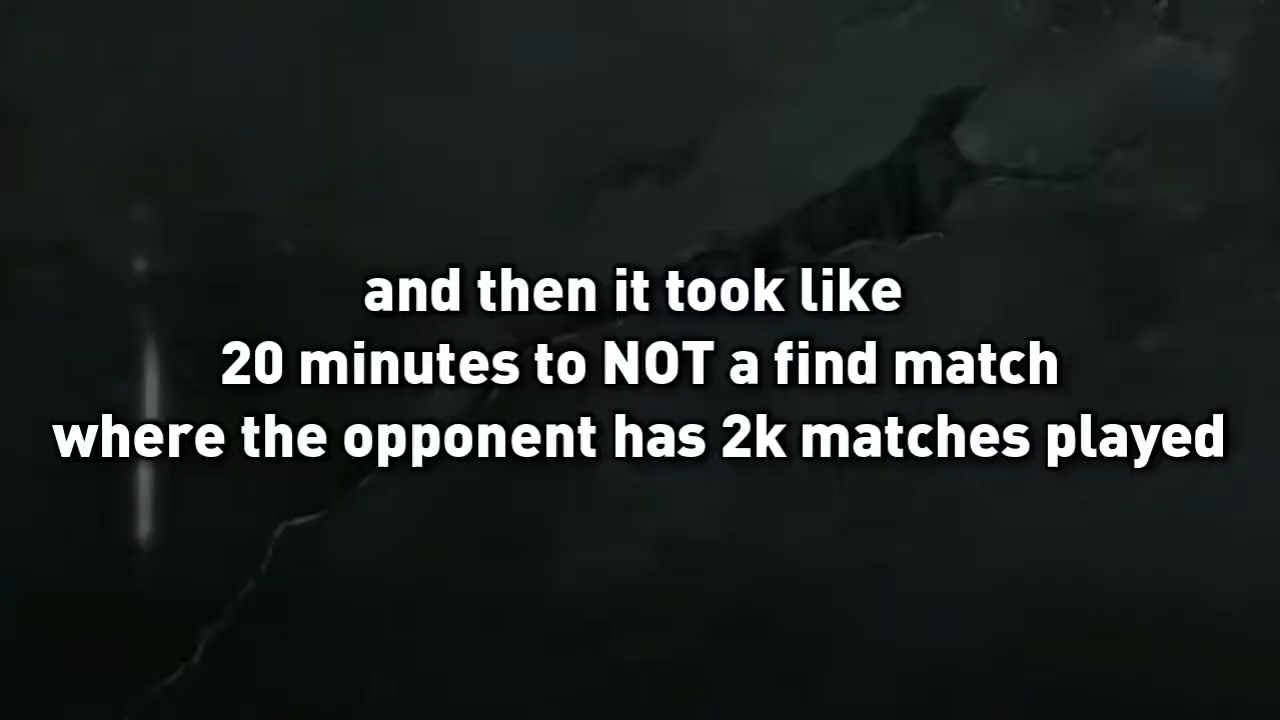 and then it took like
20 minutes to NOT a find match
where the opponent has 2k matches played